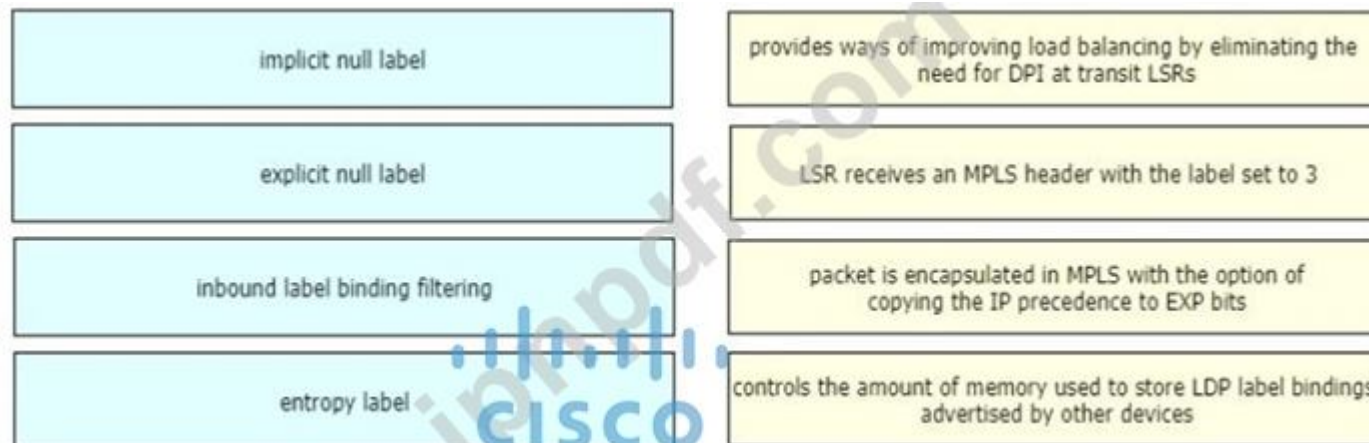 implicit null label
provides ways of improving load balancing by eliminating the
need for DPI at transit LSRs
explicit null label
LSR receives an MPLS header with the label set to 3
inbound label binding filtering
packet is encapsulated in MPLS with the option of
copying the IP precedence to EXP bits
entropy label
controls the amount of memory used to store LDP label bindings
advertised by other devices
CISCO
ipnpdf.com